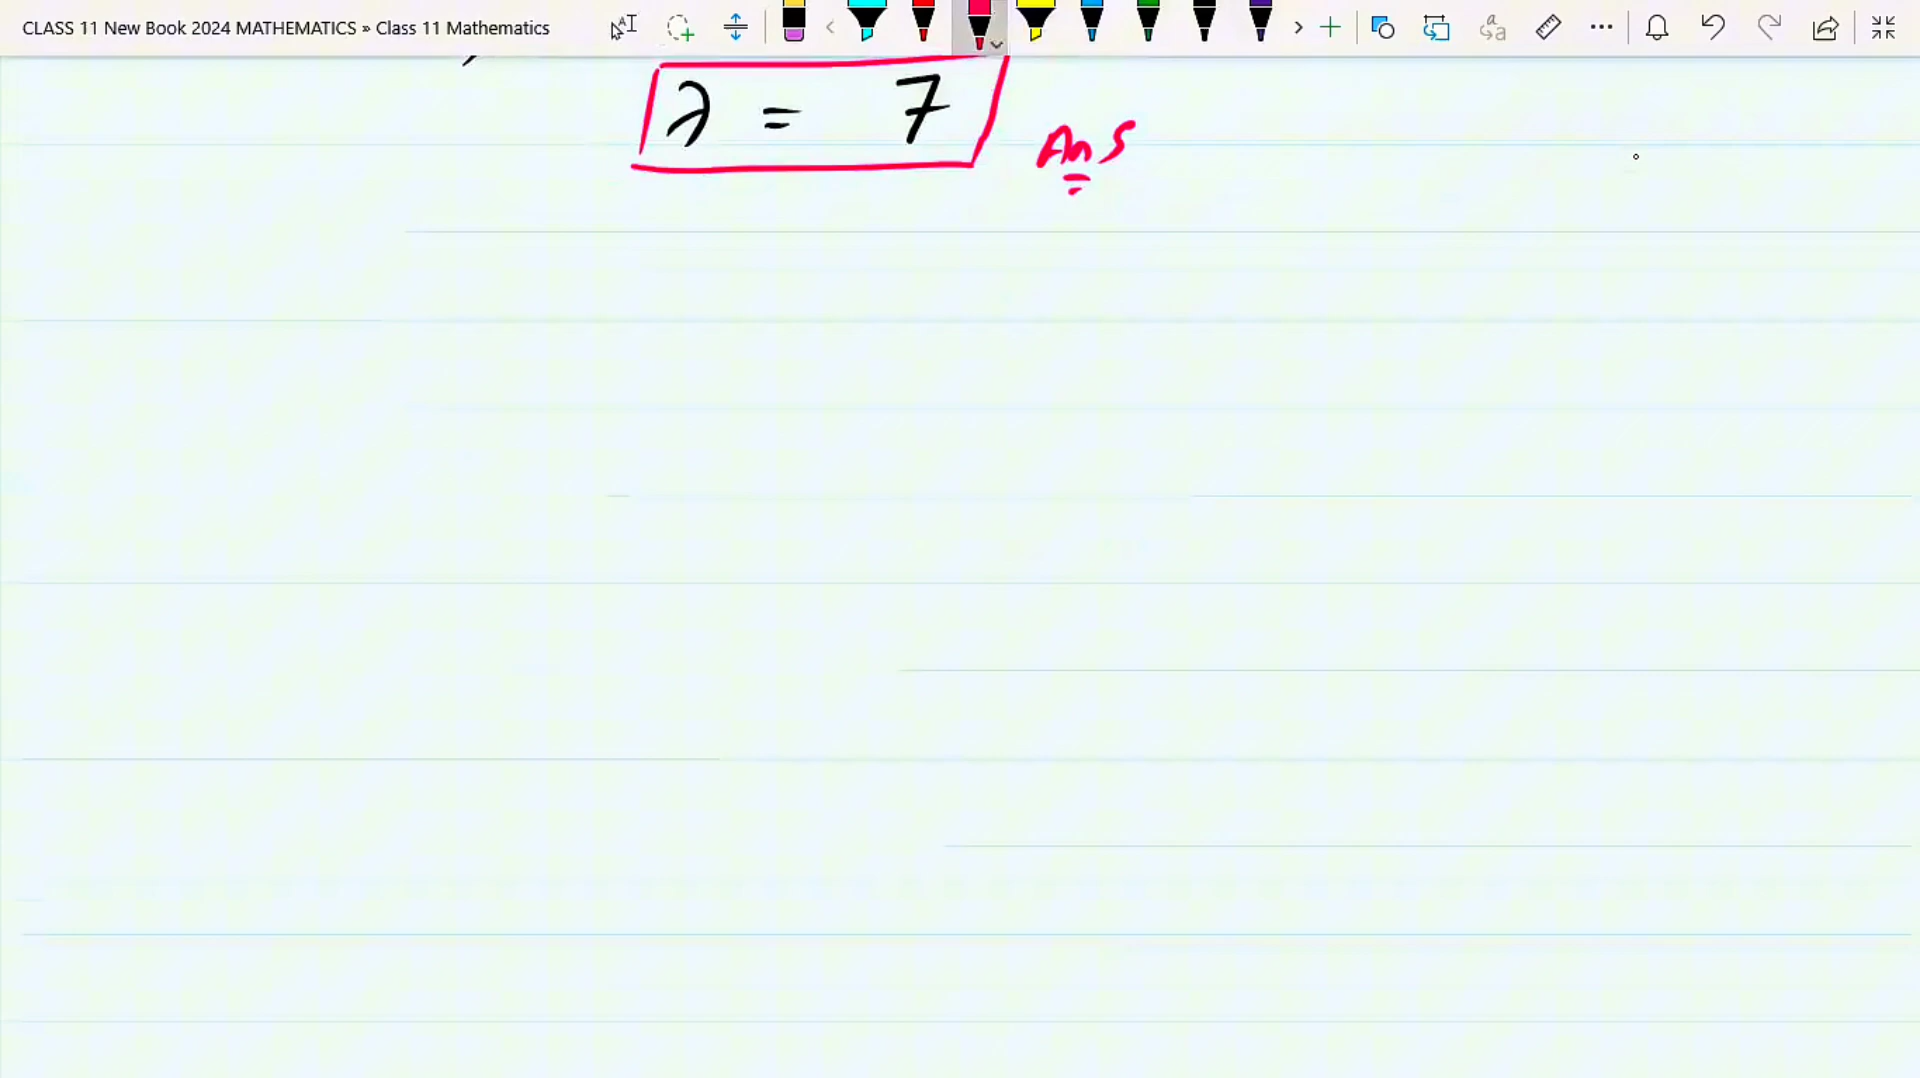 CLASS 11 New Book 2024 MATHEMATICS » Class 11 Mathematics
λ = 7
Ans